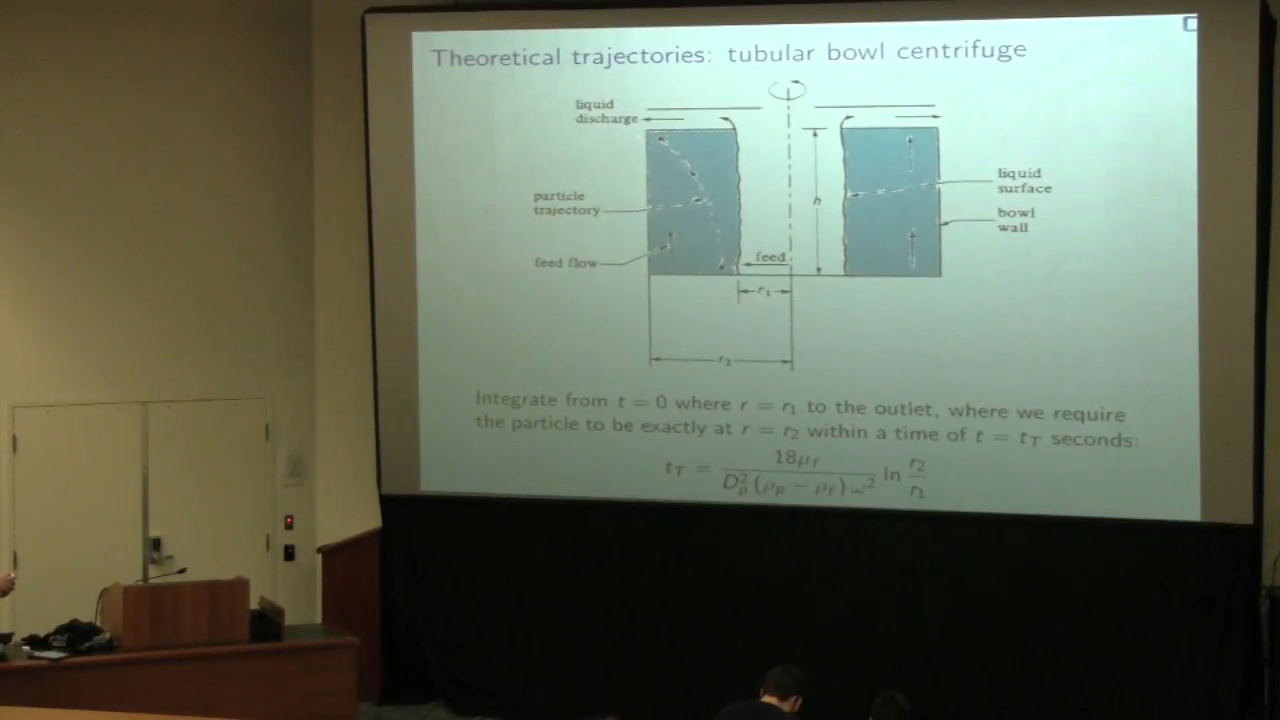 Theoretical trajectories: tubular bowl centrifuge
liquid
discharge
particle
trajectory
feed flow
feed
h
r₁
r₂
liquid
surface
bowl
wall
Integrate from t = 0 where r = r₁ to the outlet, where we require
the particle to be exactly at r = r₂ within a time of t = t_T seconds:
t_T = 18μ_f / D_p² (ρ_p − ρ_f) ω² ln r₂ / r₁